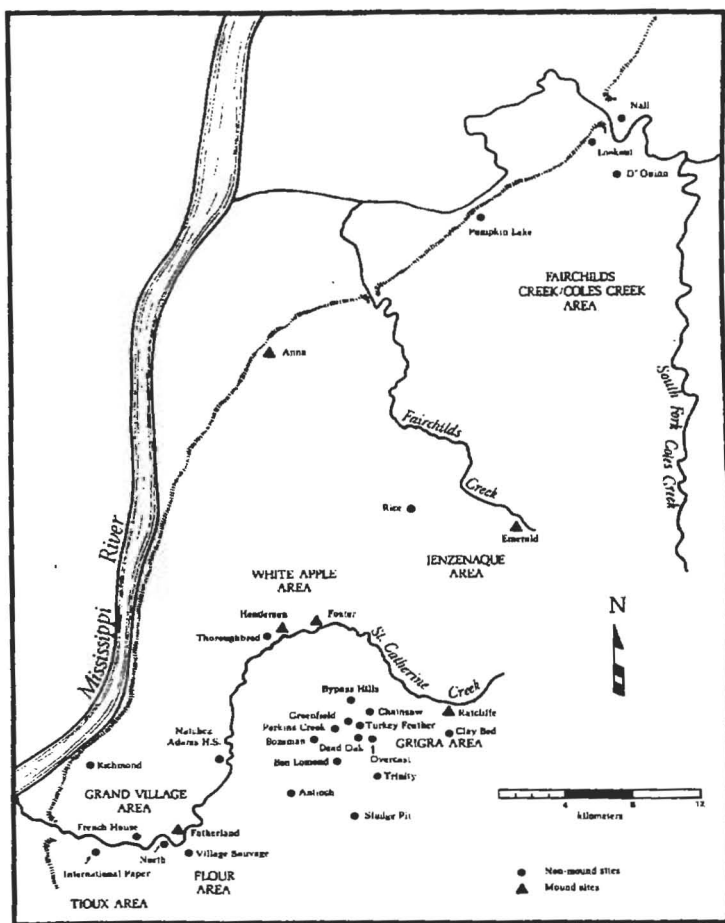 Nall
Lookout
D'Quinn
Pumpkin Lake
FAIRCHILDS
CREEK/COLES CREEK
AREA
Anna
South Fork Coles Creek
Fairchilds
Creek
Rice
Emerald
JENZENAQUE
AREA
Mississippi River
WHITE APPLE
AREA
N
Henderson
Foster
Thoroughbred
St. Catherine
Creek
Bypass Hills
Chainsaw
Ratcliffe
Greenfield
Turkey Feather
Perkins Creek
Clay Bed
Natchez
Adams H.S.
Bozeman
Dead Oak
GRIGRA AREA
Overcast
Ben Lomond
Richmond
Trinity
GRAND VILLAGE
AREA
Antioch
4 8 12
kilometers
Sludge Pit
French House
Fatherland
North
Village Sauvage
International Paper
FLOUR
AREA
Non-mound sites
Mound sites
TIOUX AREA